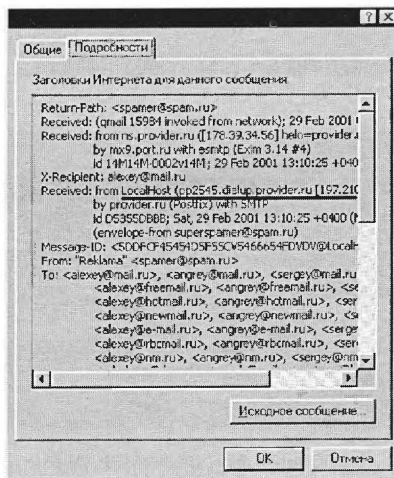 Общие Подробности
Заголовки Интернета для данного сообщения:
Return-Path: <spamer@spam.ru>
Received: (qmail 15984 invoked from network); 29 Feb 2001
Received: from ns.provider.ru ([178.39.34.56] helo=provider.
by mx9.port.ru with esmtp (Exim 3.14 #4)
id 14M14M-0002v14M; 29 Feb 2001 13:10:25 +040
X-Recipient: alexey@mail.ru
Received: from LocalHost (pp2545.dialup.provider.ru [197.210
by provider.ru (Postfix) with SMTP
id D5355DBBB; Sat, 29 Feb 2001 13:10:25 +0400 (
(envelope-from superspamer@spam.ru)
From: "Reklama" <spamer@spam.ru>
To: <alexey@mail.ru>, <angrey@mail.ru>, <sergey@mail.ru
<alexey@freemail.ru>, <angrey@freemail.ru>, <se
<alexey@hotmail.ru>, <angrey@hotmail.ru>, <ser
<alexey@newmail.ru>, <angrey@newmail.ru>, <se
<alexey@e-mail.ru>, <angrey@e-mail.ru>, <serge
<alexey@rbcmail.ru>, <angrey@rbcmail.ru>, <ser
<alexey@nm.ru>, <angrey@nm.ru>, <sergey@nm
Исходное сообщение...
OK Отмена